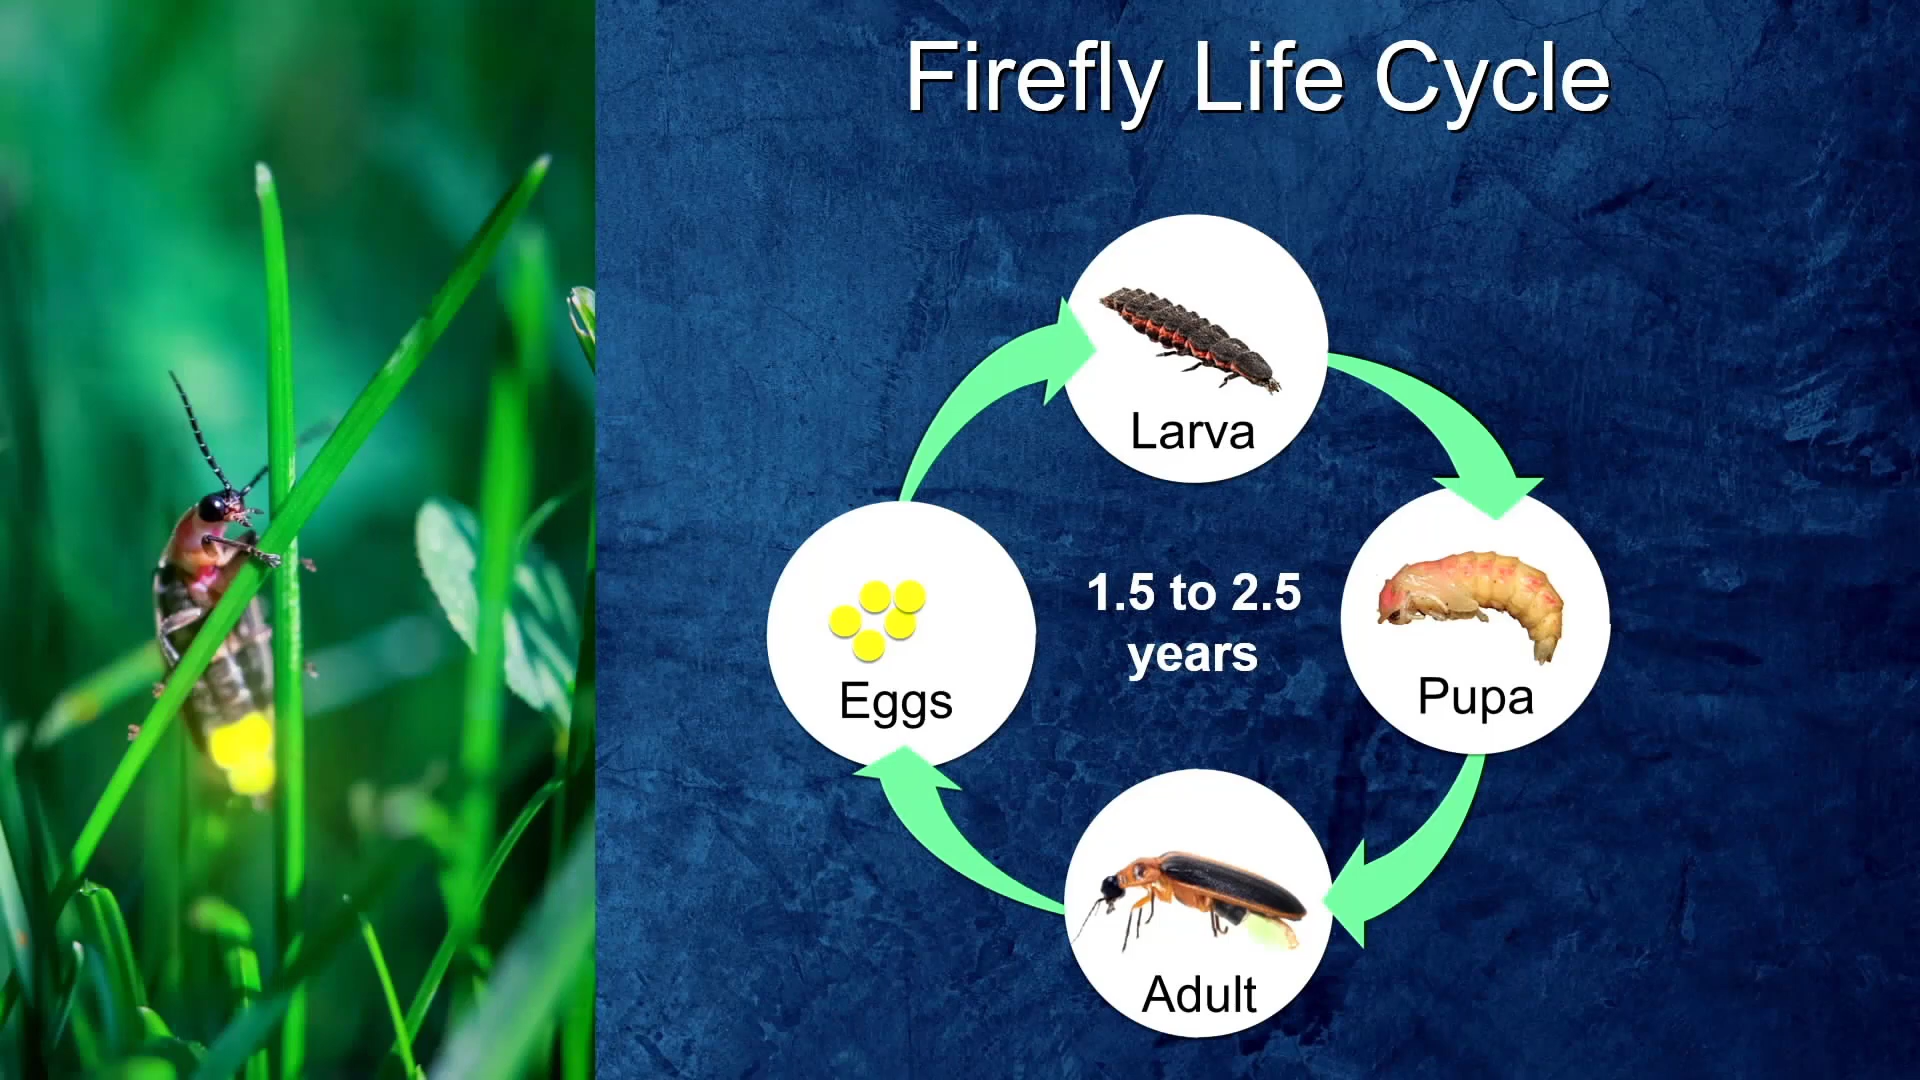 Firefly Life Cycle
Larva
1.5 to 2.5
years
Eggs
Pupa
Adult